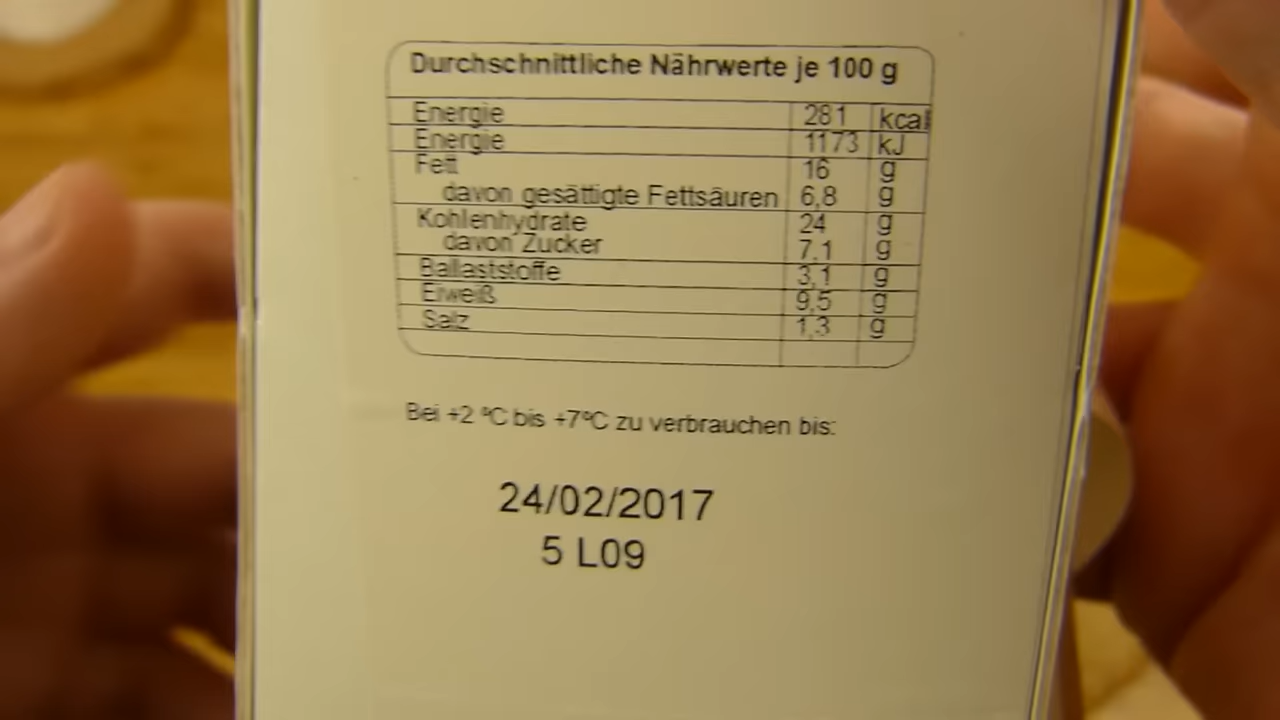 Durchschnittliche Nährwerte je 100 g
Energie 281 kcal
Energie 1173 kJ
Fett 16 g
davon gesättigte Fettsäuren 6,8 g
Kohlenhydrate 24 g
davon Zucker 7,1 g
Ballaststoffe 3,1 g
Eiweiß 9,5 g
Salz 1,3 g
Bei +2 °C bis +7°C zu verbrauchen bis:
24/02/2017
5 L09